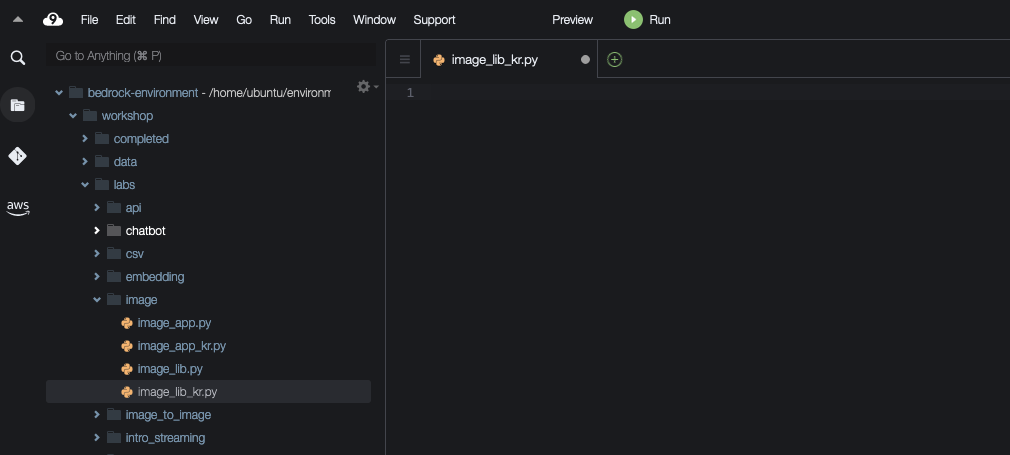 9 File Edit Find View Go Run Tools Window Support Preview Run
Go to Anything (⌘ P)
image_lib_kr.py
bedrock-environment - /home/ubuntu/environm
1
workshop
completed
data
labs
aws
api
chatbot
csv
embedding
image
image_app.py
image_app_kr.py
image_lib.py
image_lib_kr.py
image_to_image
intro_streaming